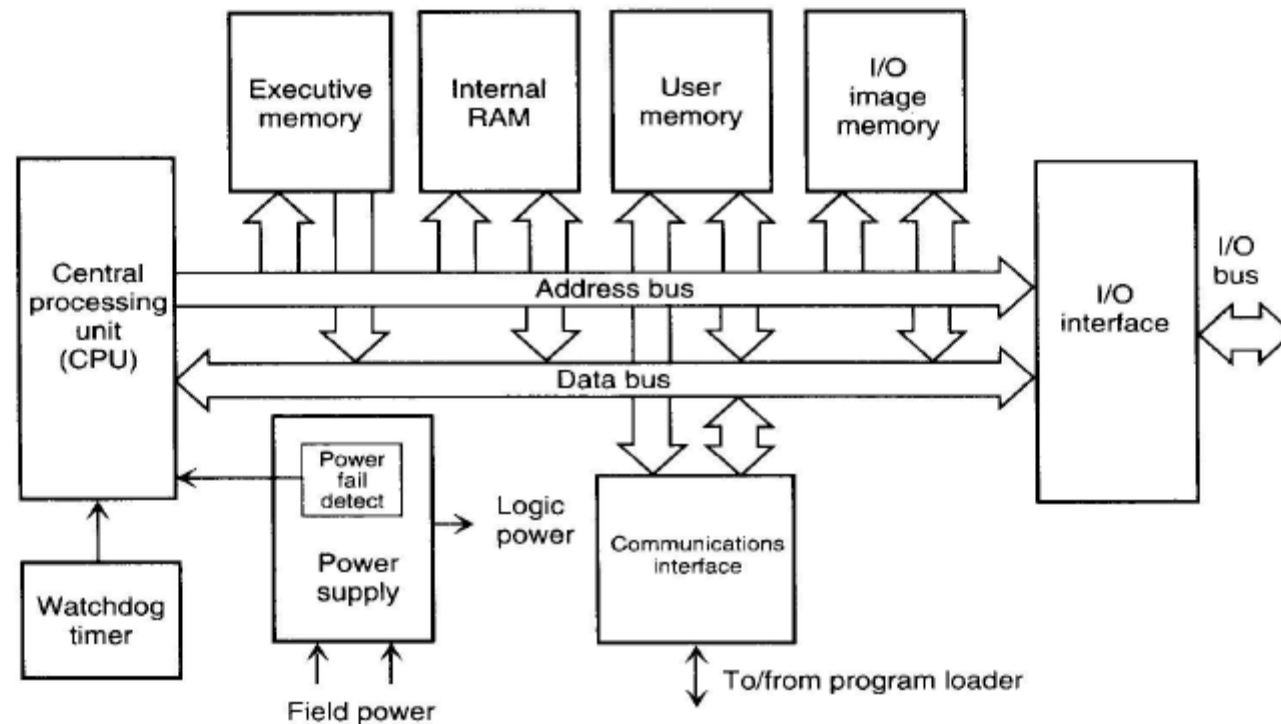 Executive
memory
Internal
RAM
User
memory
I/O
image
memory
Central
processing
unit
(CPU)
Address bus
I/O
interface
I/O
bus
Data bus
Power
fail
detect
Power
supply
Logic
power
Communications
interface
Watchdog
timer
To/from program loader
Field power